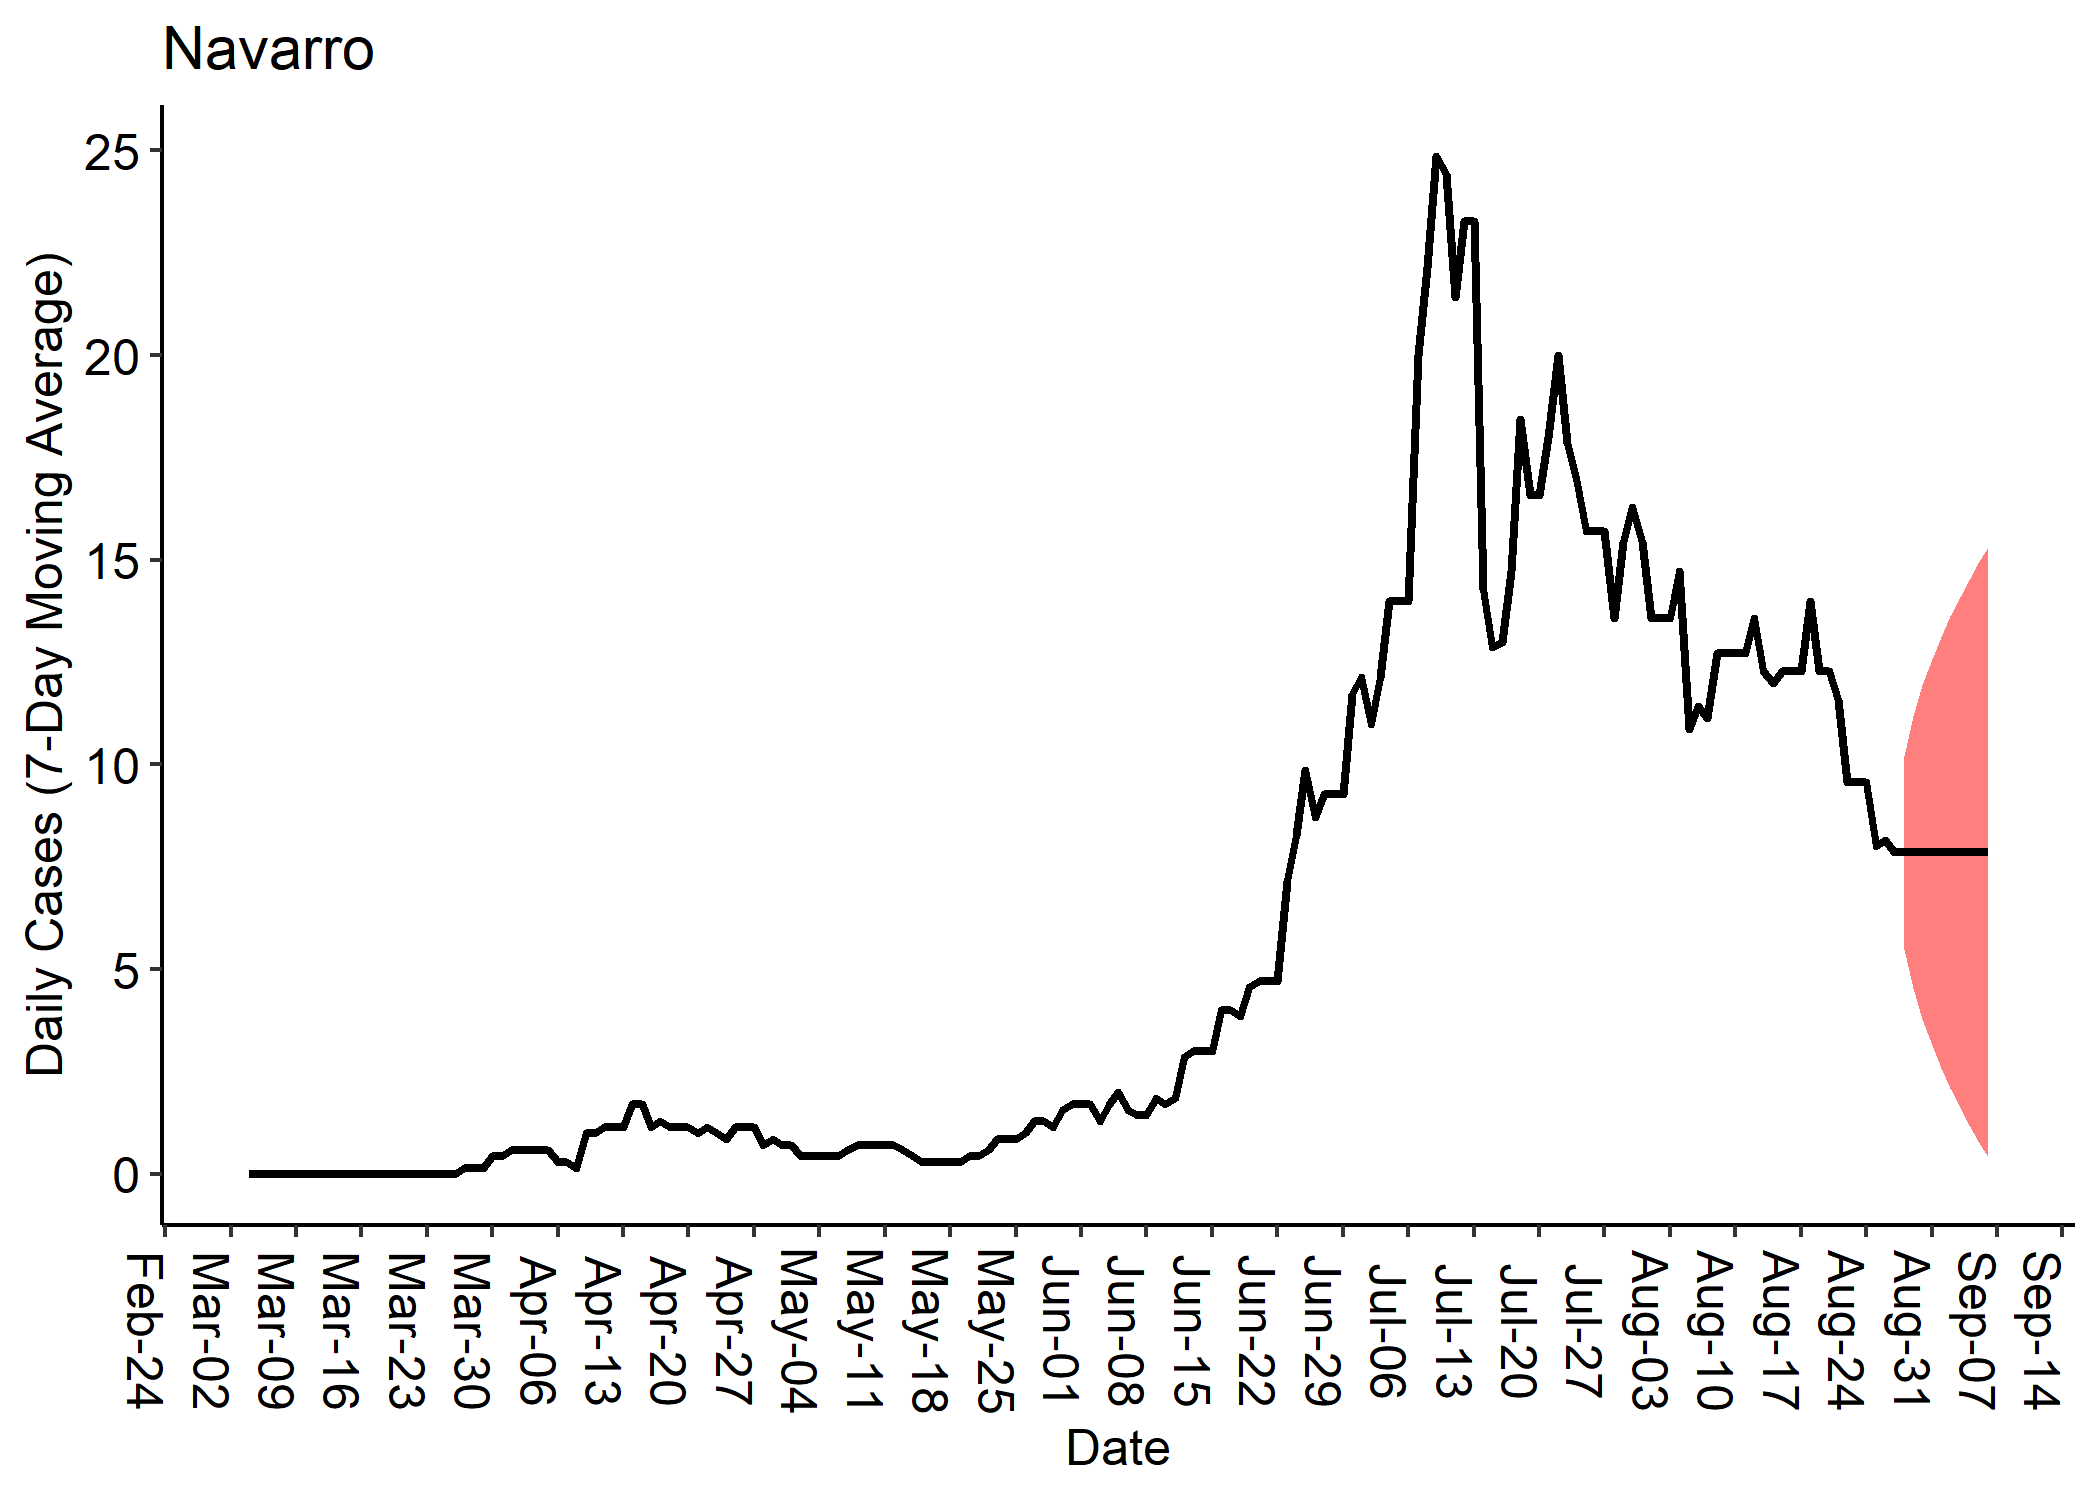 Navarro
Daily Cases (7-Day Moving Average)
25
20
15
10
5
0
Feb-24
Mar-02
Mar-09
Mar-16
Mar-23
Mar-30
Apr-06
Apr-13
Apr-20
Apr-27
May-04
May-11
May-18
May-25
Jun-01
Jun-08
Jun-15
Jun-22
Jun-29
Jul-06
Jul-13
Jul-20
Jul-27
Aug-03
Aug-10
Aug-17
Aug-24
Aug-31
Sep-07
Sep-14
Date